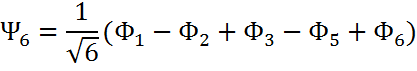 Ψ₆ = 1/√6 (Φ₁ − Φ₂ + Φ₃ − Φ₅ + Φ₆)